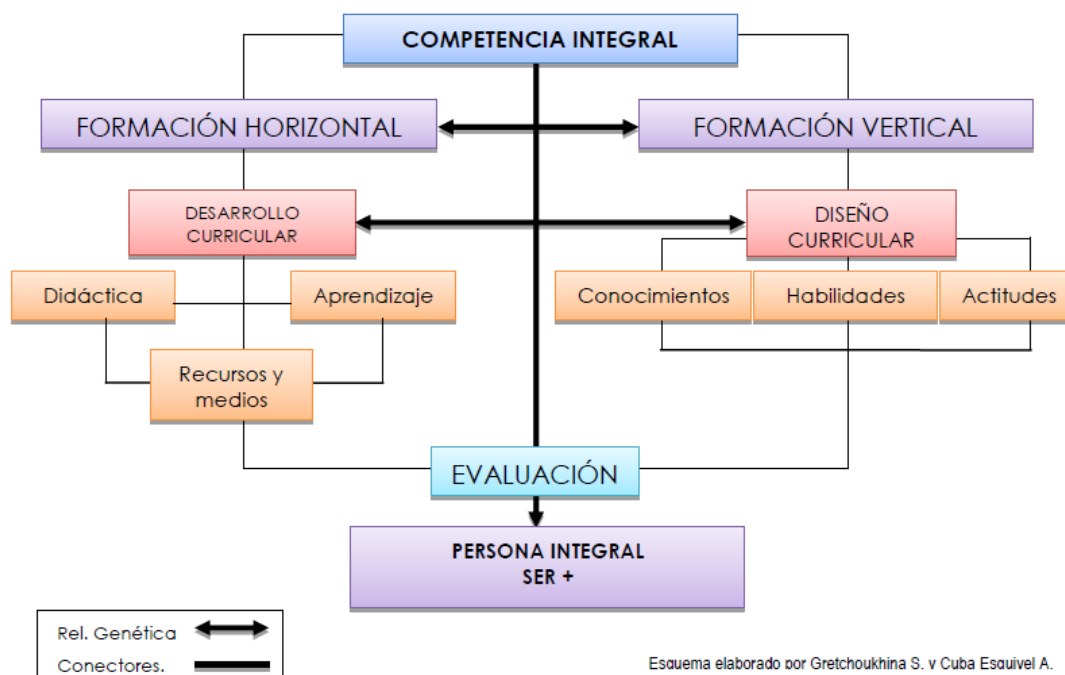 COMPETENCIA INTEGRAL
FORMACIÓN HORIZONTAL
FORMACIÓN VERTICAL
DESARROLLO
CURRICULAR
DISEÑO
CURRICULAR
Didáctica
Aprendizaje
Conocimientos
Habilidades
Actitudes
Recursos y
medios
EVALUACIÓN
PERSONA INTEGRAL
SER +
Rel. Genética
Conectores.
Esquema elaborado por Gretchoukhina S. y Cuba Esquivel A.